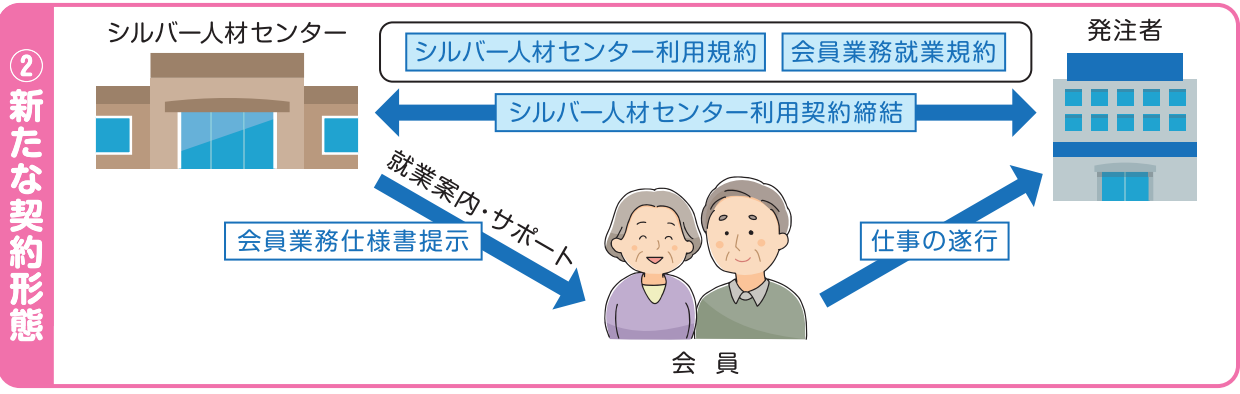 ②新たな契約形態
シルバー人材センター
シルバー人材センター利用規約
会員業務就業規約
発注者
シルバー人材センター利用契約締結
就業案内・サポート
会員業務仕様書提示
仕事の遂行
会員